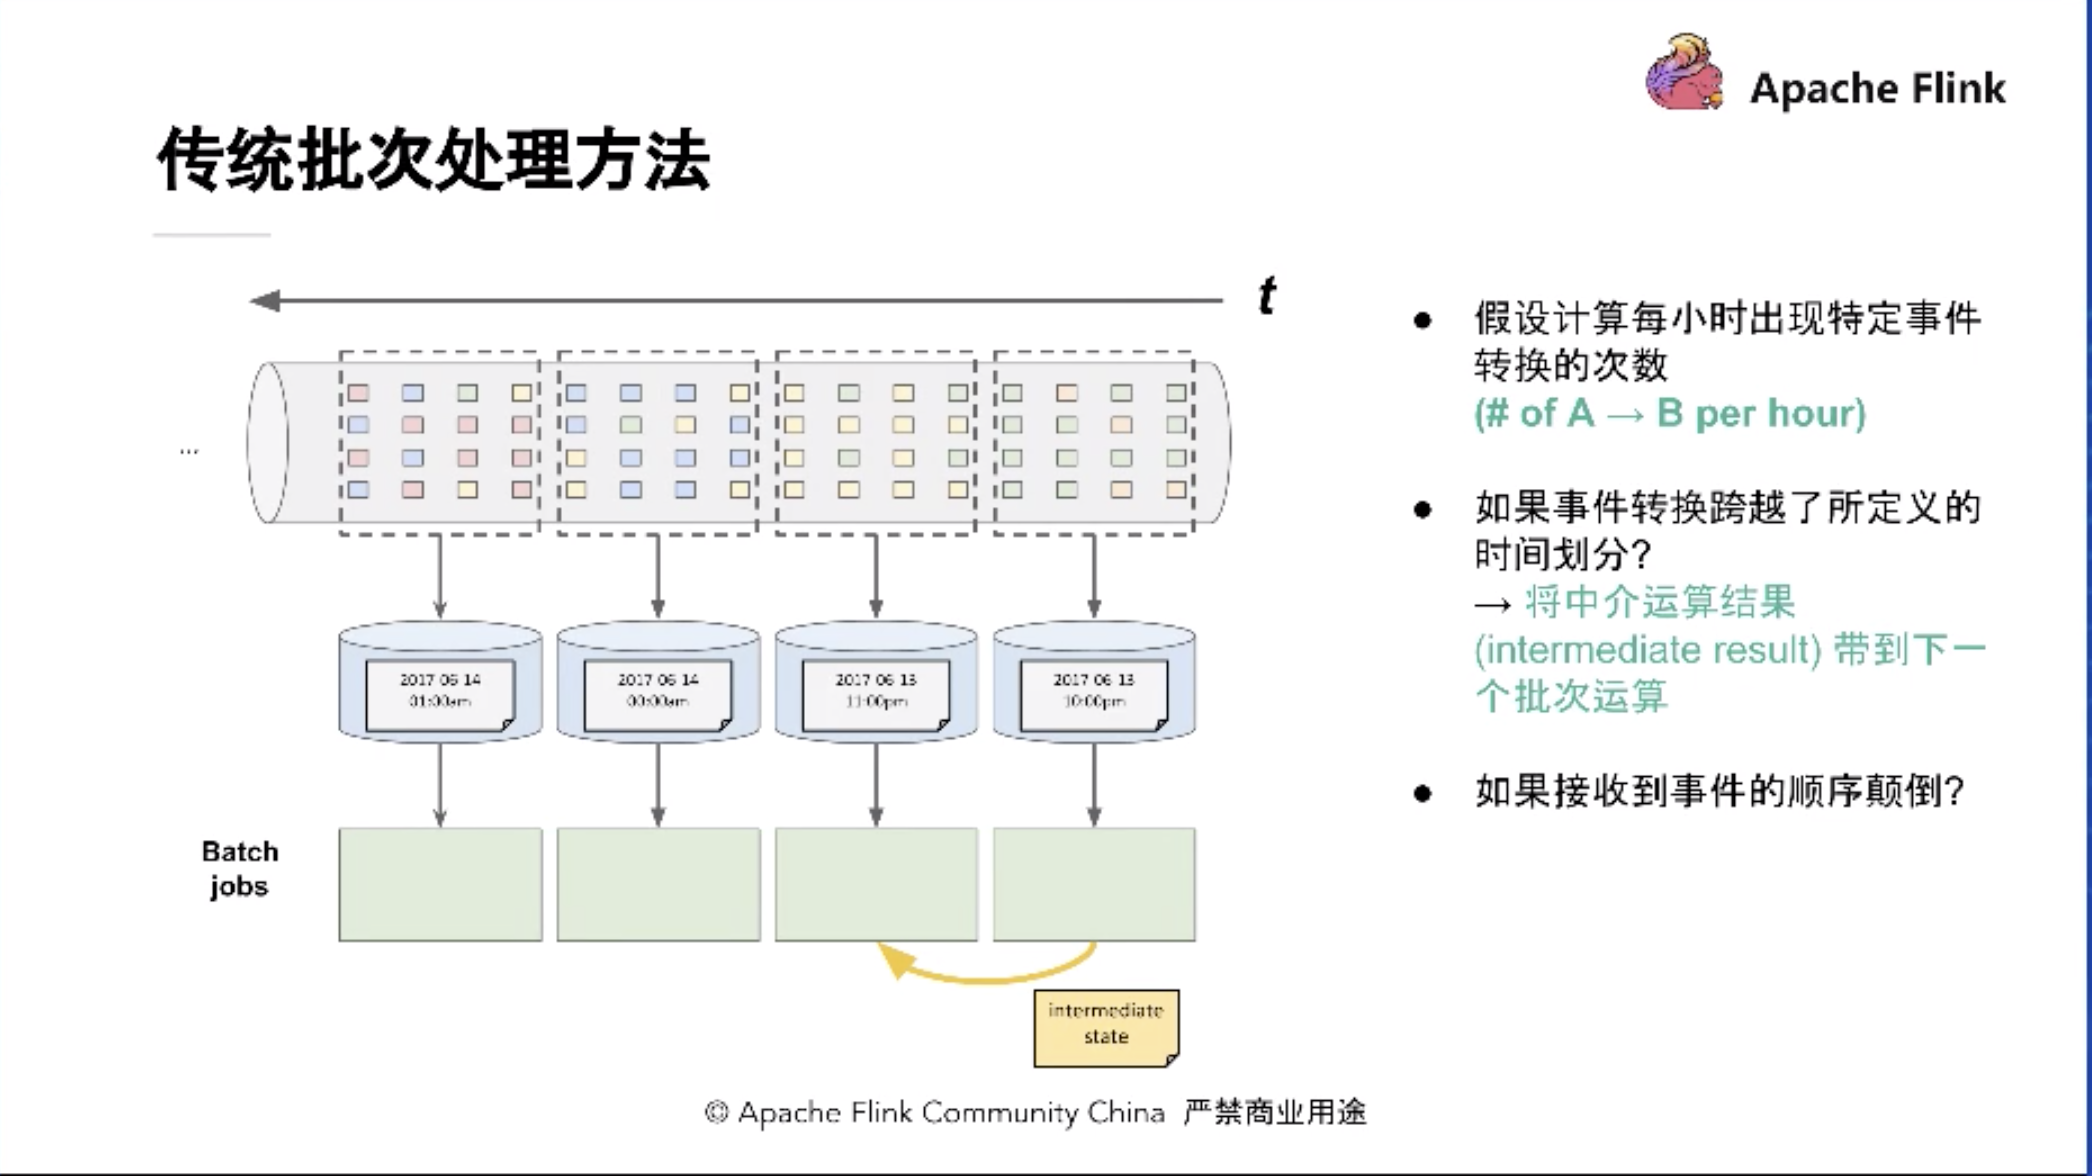 Apache Flink
传统批次处理方法
t
...
2017-06-14
01:00am
2017-06-14
00:00am
2017-06-13
11:00pm
2017-06-13
10:00pm
Batch
jobs
intermediate
state
● 假设计算每小时出现特定事件
转换的次数
(# of A → B per hour)
● 如果事件转换跨越了所定义的
时间划分?
→ 将中介运算结果
(intermediate result) 带到下一
个批次运算
● 如果接收到事件的顺序颠倒?
© Apache Flink Community China 严禁商业用途